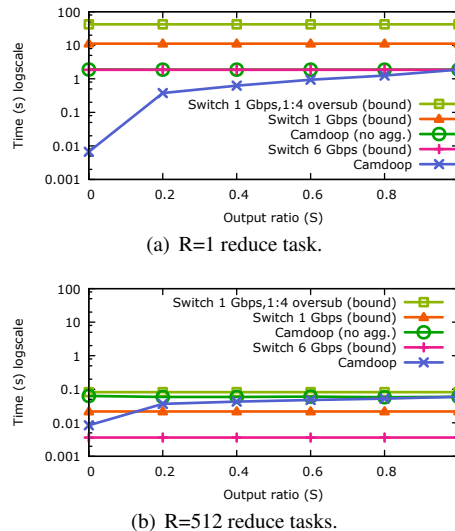 Time (s) logscale
100
10
1
0.1
0.01
0.001
Switch 1 Gbps,1:4 oversub (bound)
Switch 1 Gbps (bound)
Camdoop (no agg.)
Switch 6 Gbps (bound)
Camdoop
0 0.2 0.4 0.6 0.8
Output ratio (S)
(a) R=1 reduce task.
Time (s) logscale
100
10
1
0.1
0.01
0.001
Switch 1 Gbps,1:4 oversub (bound)
Switch 1 Gbps (bound)
Camdoop (no agg.)
Switch 6 Gbps (bound)
Camdoop
0 0.2 0.4 0.6 0.8
Output ratio (S)
(b) R=512 reduce tasks.